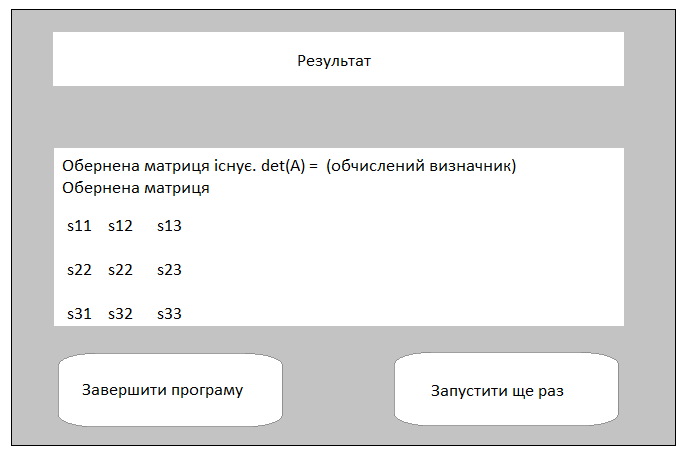 Результат
Обернена матриця існує. det(A) = (обчислений визначник)
Обернена матриця
s11 s12 s13
s22 s22 s23
s31 s32 s33
Завершити програму
Запустити ще раз